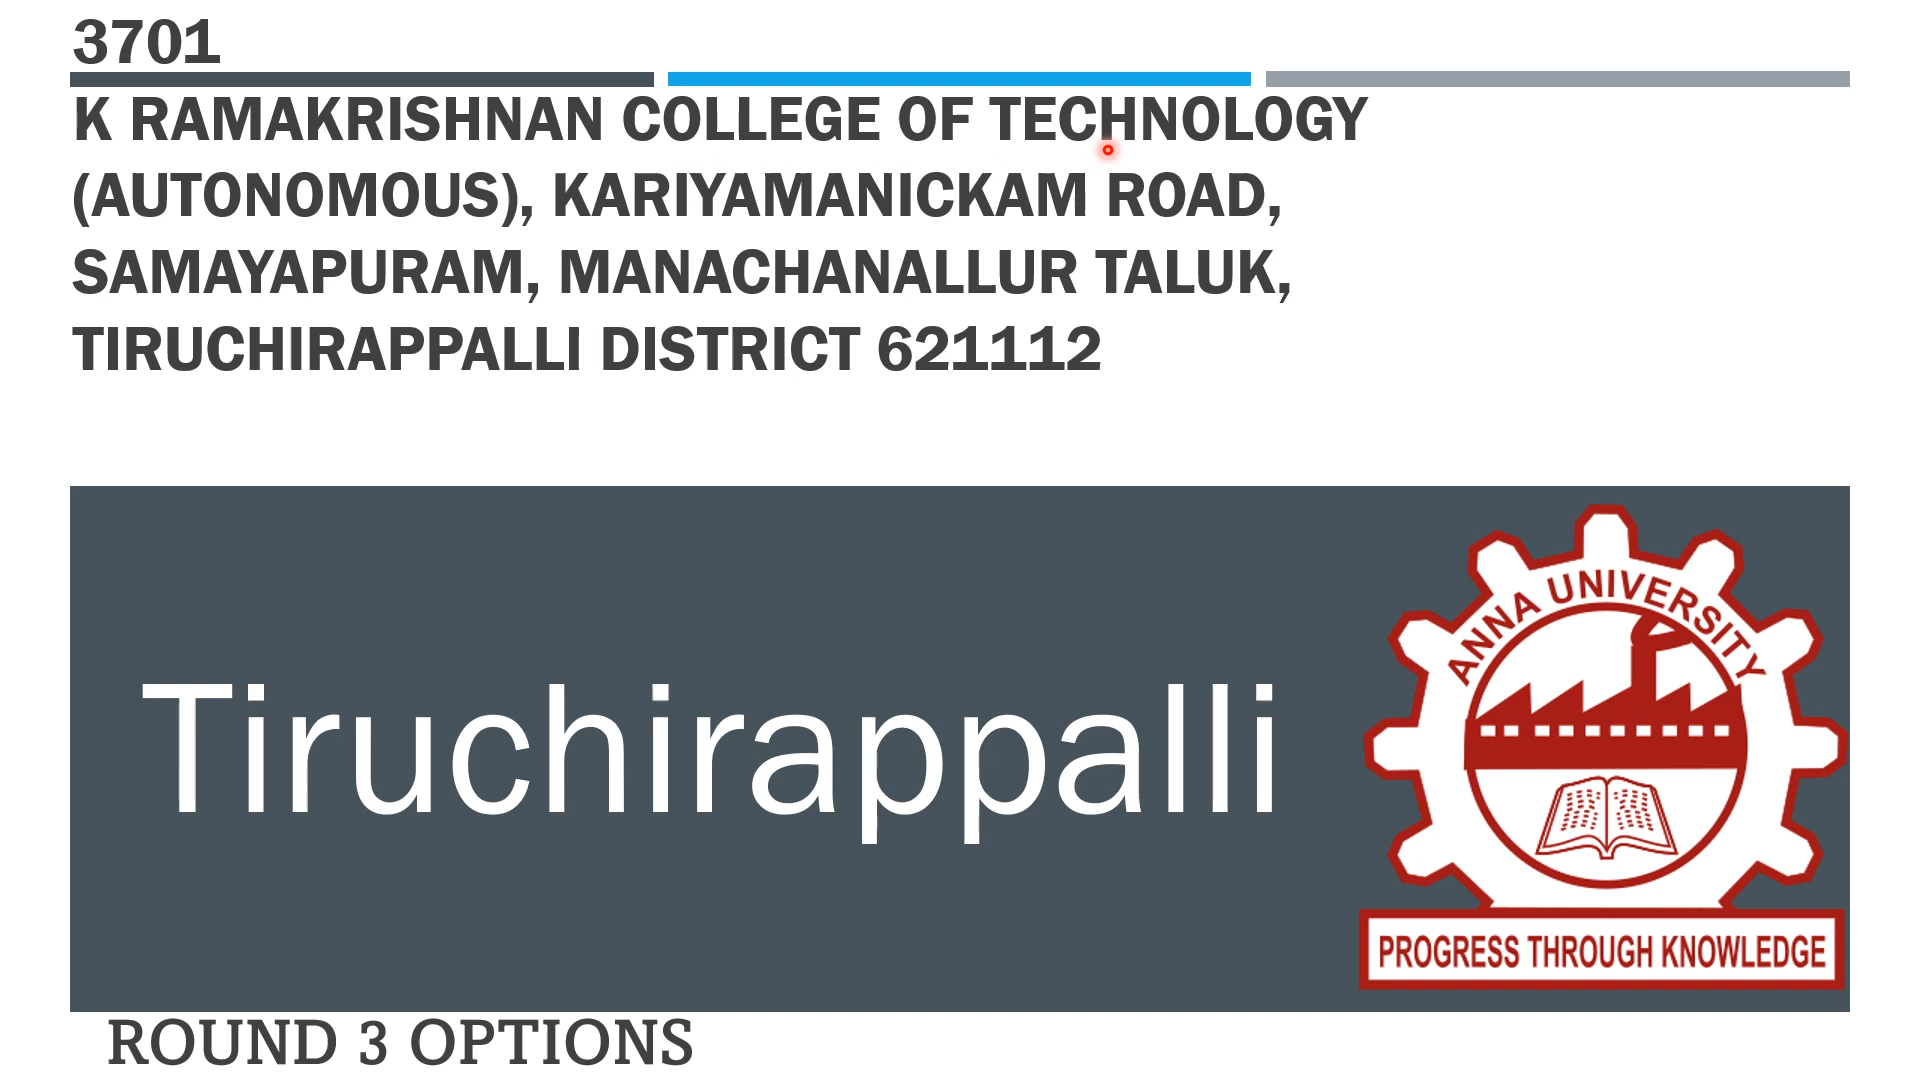 3701
K RAMAKRISHNAN COLLEGE OF TECHNOLOGY
(AUTONOMOUS), KARIYAMANICKAM ROAD,
SAMAYAPURAM, MANACHANALLUR TALUK,
TIRUCHIRAPPALLI DISTRICT 621112
Tiruchirappalli
ANNA UNIVERSITY
PROGRESS THROUGH KNOWLEDGE
ROUND 3 OPTIONS